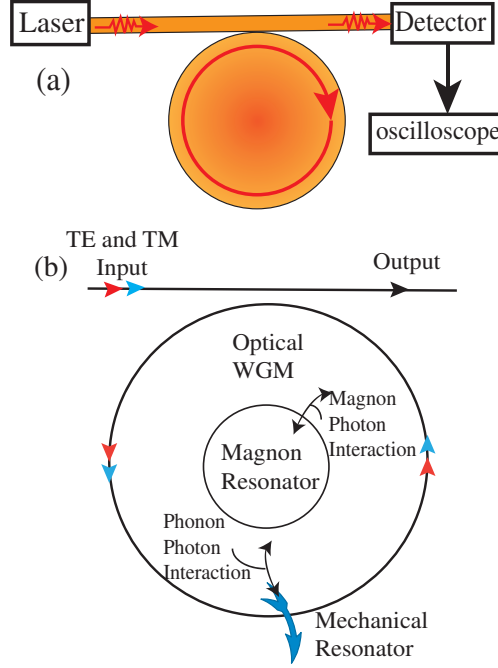 Laser
Detector
(a)
oscilloscope
TE and TM
(b)
Input
Output
Optical
WGM
Magnon
Photon
Interaction
Magnon
Resonator
Phonon
Photon
Interaction
Mechanical
Resonator